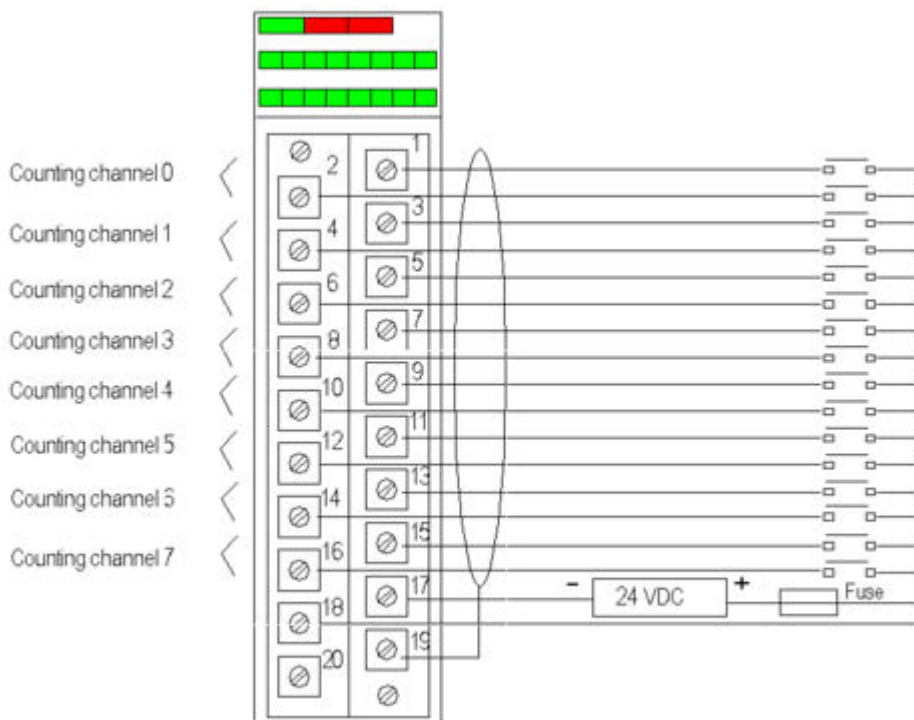 1
2
Counting channel 0
3
4
Counting channel 1
5
6
Counting channel 2
7
8
Counting channel 3
9
10
Counting channel 4
11
12
Counting channel 5
13
14
Counting channel 6
15
16
Counting channel 7
17
- 24 VDC + Fuse
18
19
20